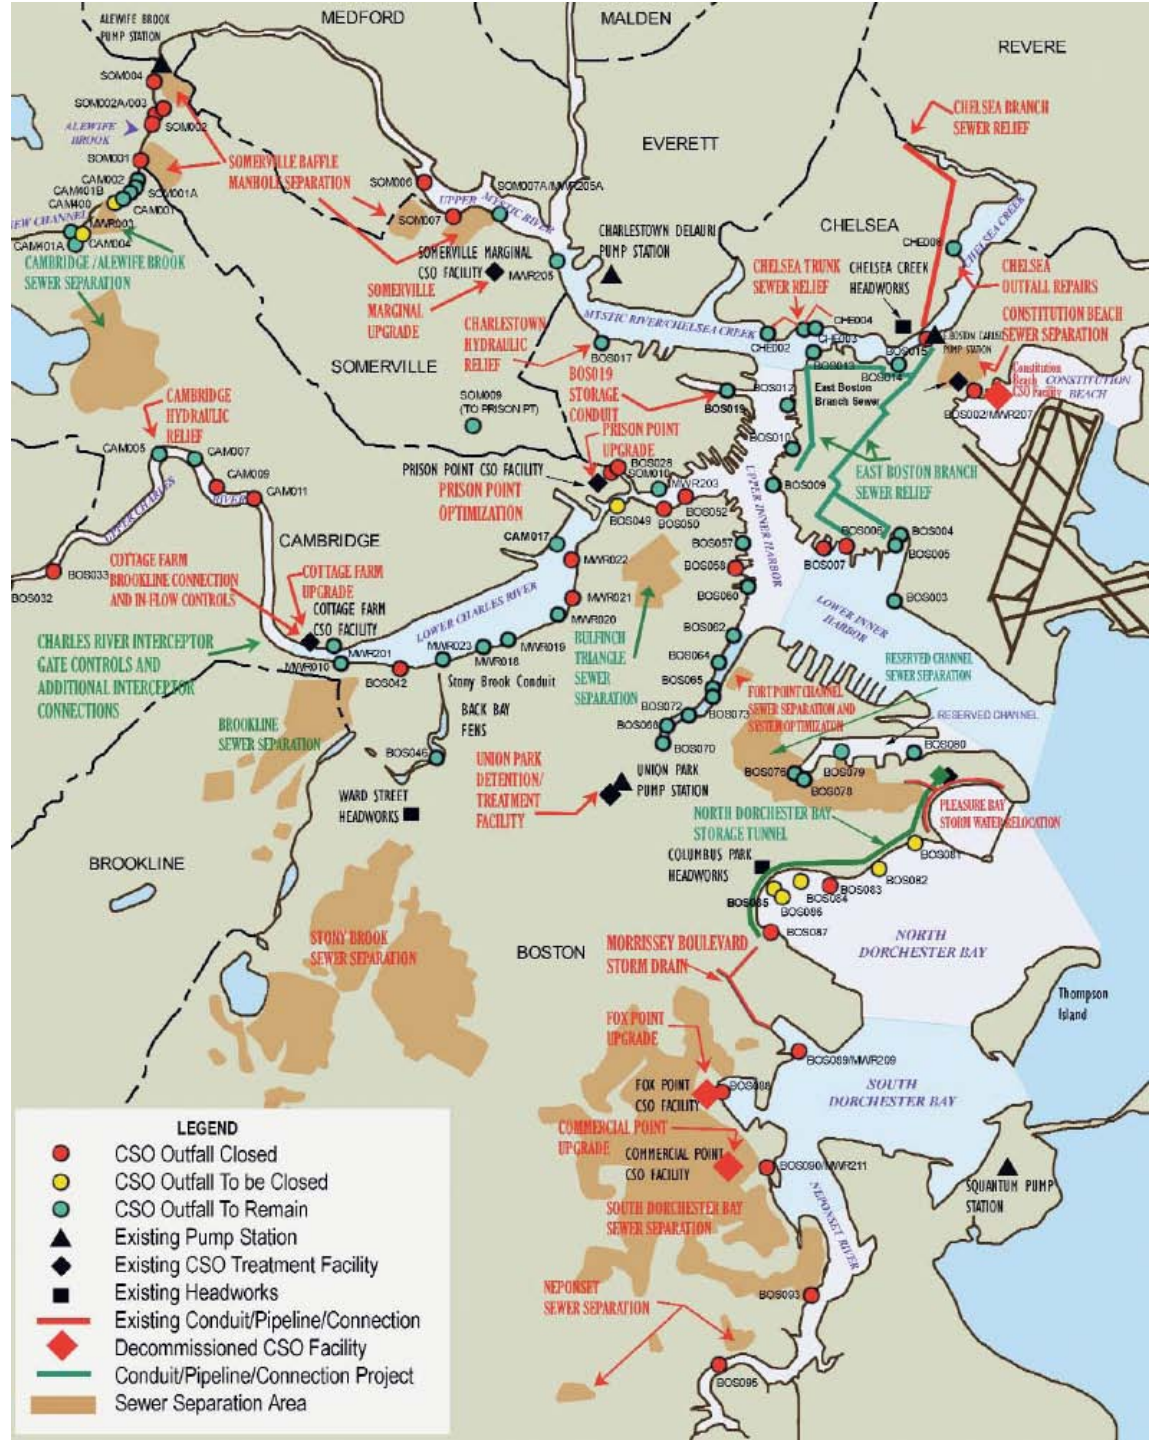 ALEWIFE BROOK
PUMP STATION
MEDFORD
MALDEN
REVERE
SOM004
SOM002A/003
ALEWIFE
BROOK
SOM002
SOM001
CAM002
CAM401B
CAM400
SOM001A
CAM001
MWR003
CAM401A
CAM004
CAMBRIDGE /ALEWIFE BROOK
SEWER SEPARATION
SOMERVILLE BAFFLE
MANHOLE SEPARATION
EVERETT
CHELSEA BRANCH
SEWER RELIEF
SOM006
SOM007A/MWR205A
UPPER MYSTIC RIVER
SOM007
SOMERVILLE MARGINAL
CSO FACILITY
MWR205
SOMERVILLE
MARGINAL
UPGRADE
CHARLESTOWN DELAURI
PUMP STATION
CHELSEA
CHE008
CHELSEA CREEK
CHELSEA TRUNK
SEWER RELIEF
CHELSEA CREEK
HEADWORKS
CHELSEA
OUTFALL REPAIRS
CONSTITUTION BEACH
SEWER SEPARATION
MYSTIC RIVER/CHELSEA CREEK
CHE004
CHE003
CHE002
BOS015
PUMP STATION
CHARLESTOWN
HYDRAULIC
RELIEF
BOS017
BOS013
BOS014
East Boston
Branch Sewer
Constitution
Beach
CSO Facility
CONSTITUTION
BEACH
BOS002/MWR207
SOMERVILLE
BOS019
STORAGE
CONDUIT
BOS019
BOS012
SOM009
(TO PRISON PT)
CAMBRIDGE
HYDRAULIC
RELIEF
PRISON POINT
UPGRADE
BOS010
CAM005
CAM007
CAM009
CAM011
UPPER CHARLES
RIVER
PRISON POINT CSO FACILITY
BOS028
SOM010
MWR203
PRISON POINT
OPTIMIZATION
BOS049
BOS050
BOS052
UPPER INNER HARBOR
BOS009
EAST BOSTON BRANCH
SEWER RELIEF
BOS004
BOS005
BOS006
BOS007
BOS003
CAMBRIDGE
CAM017
BOS057
MWR022
BOS058
BOS033
BOS032
COTTAGE FARM
BROOKLINE CONNECTION
AND IN-FLOW CONTROLS
COTTAGE FARM
UPGRADE
COTTAGE FARM
CSO FACILITY
LOWER CHARLES RIVER
MWR021
MWR020
BOS060
LOWER INNER
HARBOR
CHARLES RIVER INTERCEPTOR
GATE CONTROLS AND
ADDITIONAL INTERCEPTOR
CONNECTIONS
MWR201
MWR010
MWR023
MWR018
MWR019
BOS042
BULFINCH
TRIANGLE
SEWER
SEPARATION
BOS062
BOS064
BOS065
BOS072
BOS073
BOS068
BOS070
RESERVED CHANNEL
SEWER SEPARATION
FORT POINT CHANNEL
SEWER SEPARATION AND
SYSTEM OPTIMIZATON
RESERVED CHANNEL
Stony Brook Conduit
BACK BAY
FENS
BROOKLINE
SEWER SEPARATION
BOS046
BOS076
BOS079
BOS078
BOS080
UNION PARK
DETENTION/
TREATMENT
FACILITY
UNION PARK
PUMP STATION
WARD STREET
HEADWORKS
NORTH DORCHESTER BAY
STORAGE TUNNEL
PLEASURE BAY
STORM WATER RELOCATION
COLUMBUS PARK
HEADWORKS
BROOKLINE
BOS081
BOS082
BOS083
BOS084
BOS085
BOS086
BOS087
STONY BROOK
SEWER SEPARATION
BOSTON
MORRISSEY BOULEVARD
STORM DRAIN
NORTH
DORCHESTER BAY
Thompson
Island
FOX POINT
UPGRADE
BOS089/MWR209
FOX POINT
CSO FACILITY
BOS088
SOUTH
DORCHESTER BAY
COMMERCIAL POINT
UPGRADE
COMMERCIAL POINT
CSO FACILITY
BOS090/MWR211
SQUANTUM PUMP
STATION
SOUTH DORCHESTER BAY
SEWER SEPARATION
NEPONSET RIVER
NEPONSET
SEWER SEPARATION
BOS093
BOS095
LEGEND
CSO Outfall Closed
CSO Outfall To be Closed
CSO Outfall To Remain
Existing Pump Station
Existing CSO Treatment Facility
Existing Headworks
Existing Conduit/Pipeline/Connection
Decommissioned CSO Facility
Conduit/Pipeline/Connection Project
Sewer Separation Area